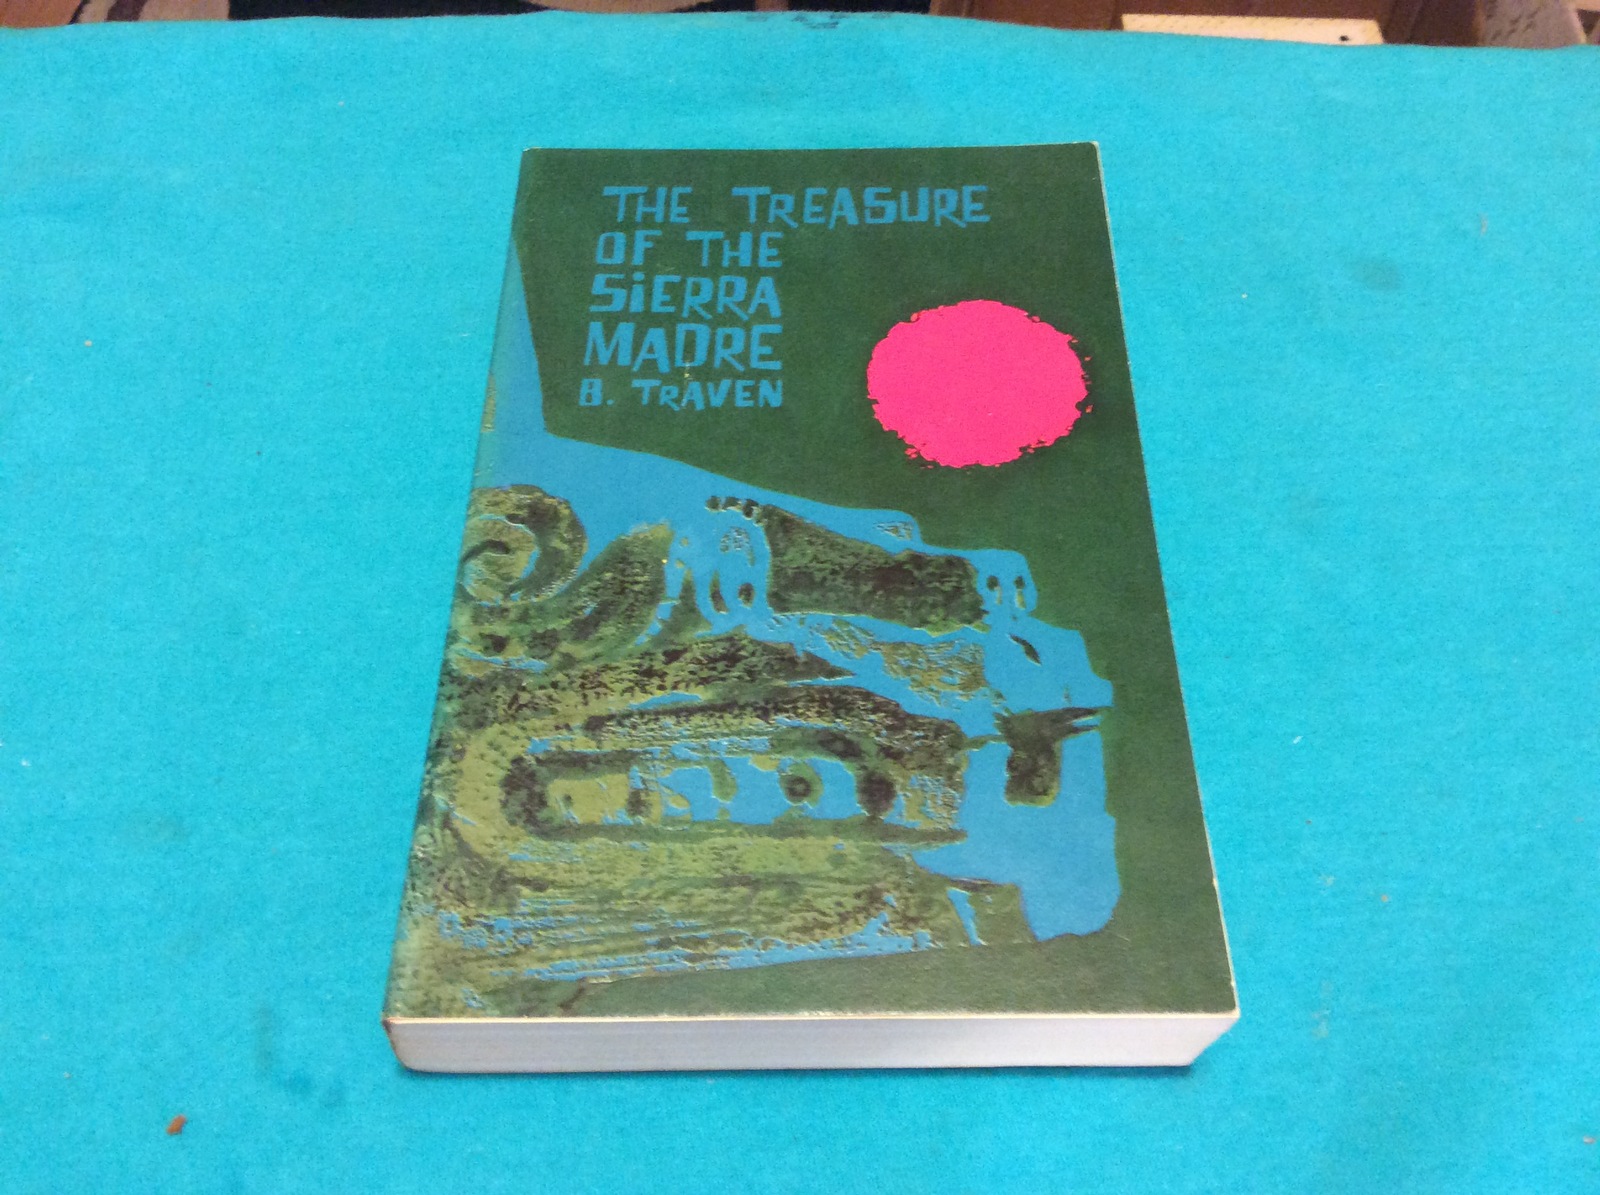 THE TREASURE
OF THE
SiERRA
MADRE
B. TRAVEN